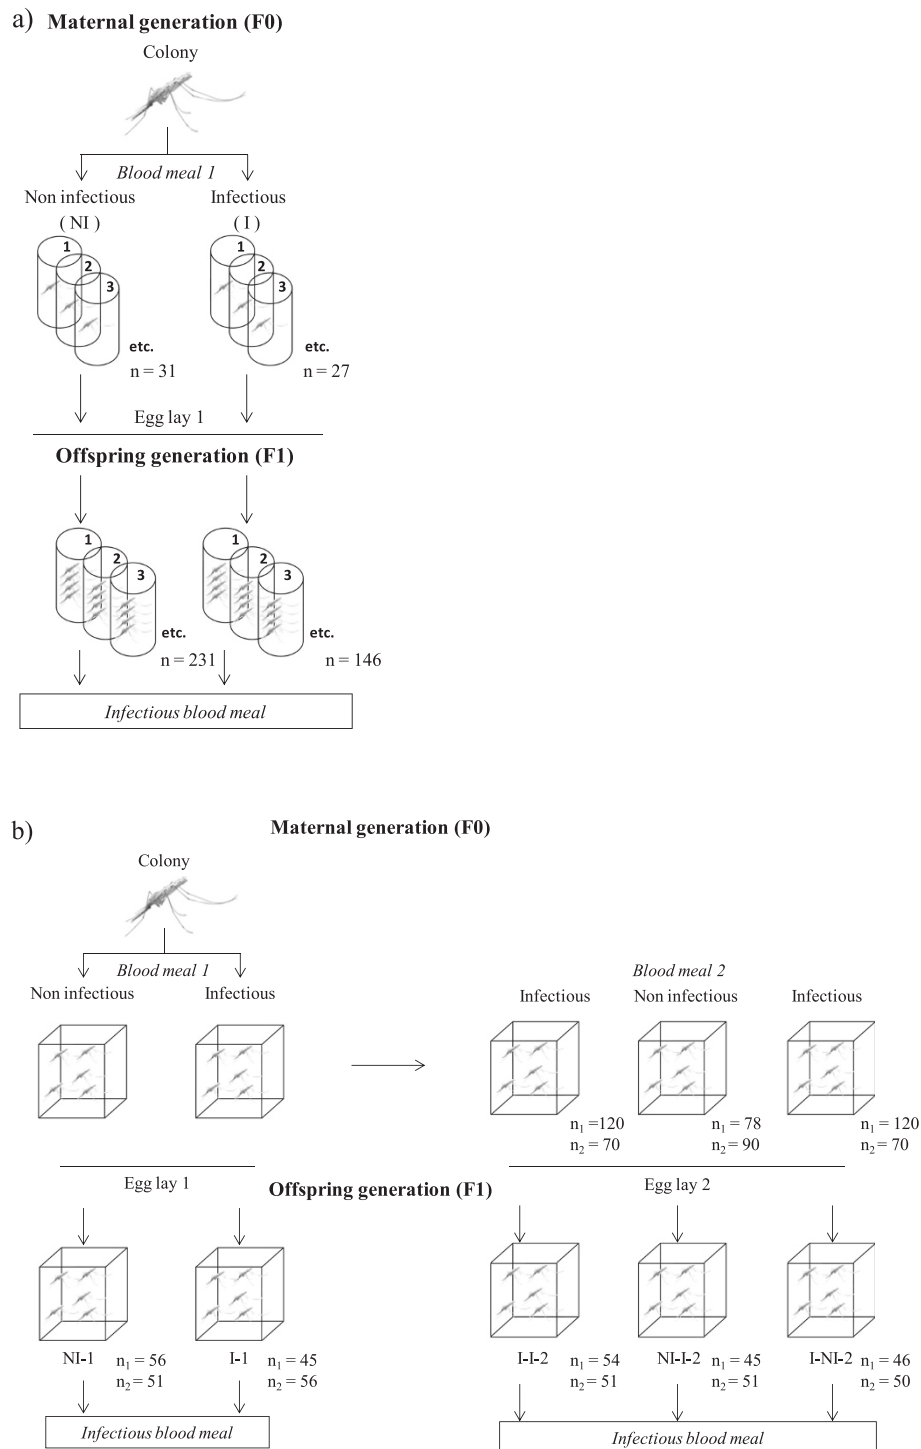 a) Maternal generation (F0)
Colony
Blood meal 1
Non infectious Infectious
( NI ) ( I )
1 1
2 2
3 3
etc. etc.
n = 31 n = 27
Egg lay 1
Offspring generation (F1)
1 1
2 2
3 3
etc. etc.
n = 231 n = 146
Infectious blood meal
b) Maternal generation (F0)
Colony
Blood meal 1 Blood meal 2
Non infectious Infectious Infectious Non infectious Infectious
n₁ =120 n₁ = 78 n₁ = 120
n₂ = 70 n₂ = 90 n₂ = 70
Egg lay 1 Offspring generation (F1) Egg lay 2
NI-1 n₁ = 56 I-1 n₁ = 45 I-I-2 n₁ = 54 NI-I-2 n₁ = 45 I-NI-2 n₁ = 46
n₂ = 51 n₂ = 56 n₂ = 51 n₂ = 51 n₂ = 50
Infectious blood meal Infectious blood meal